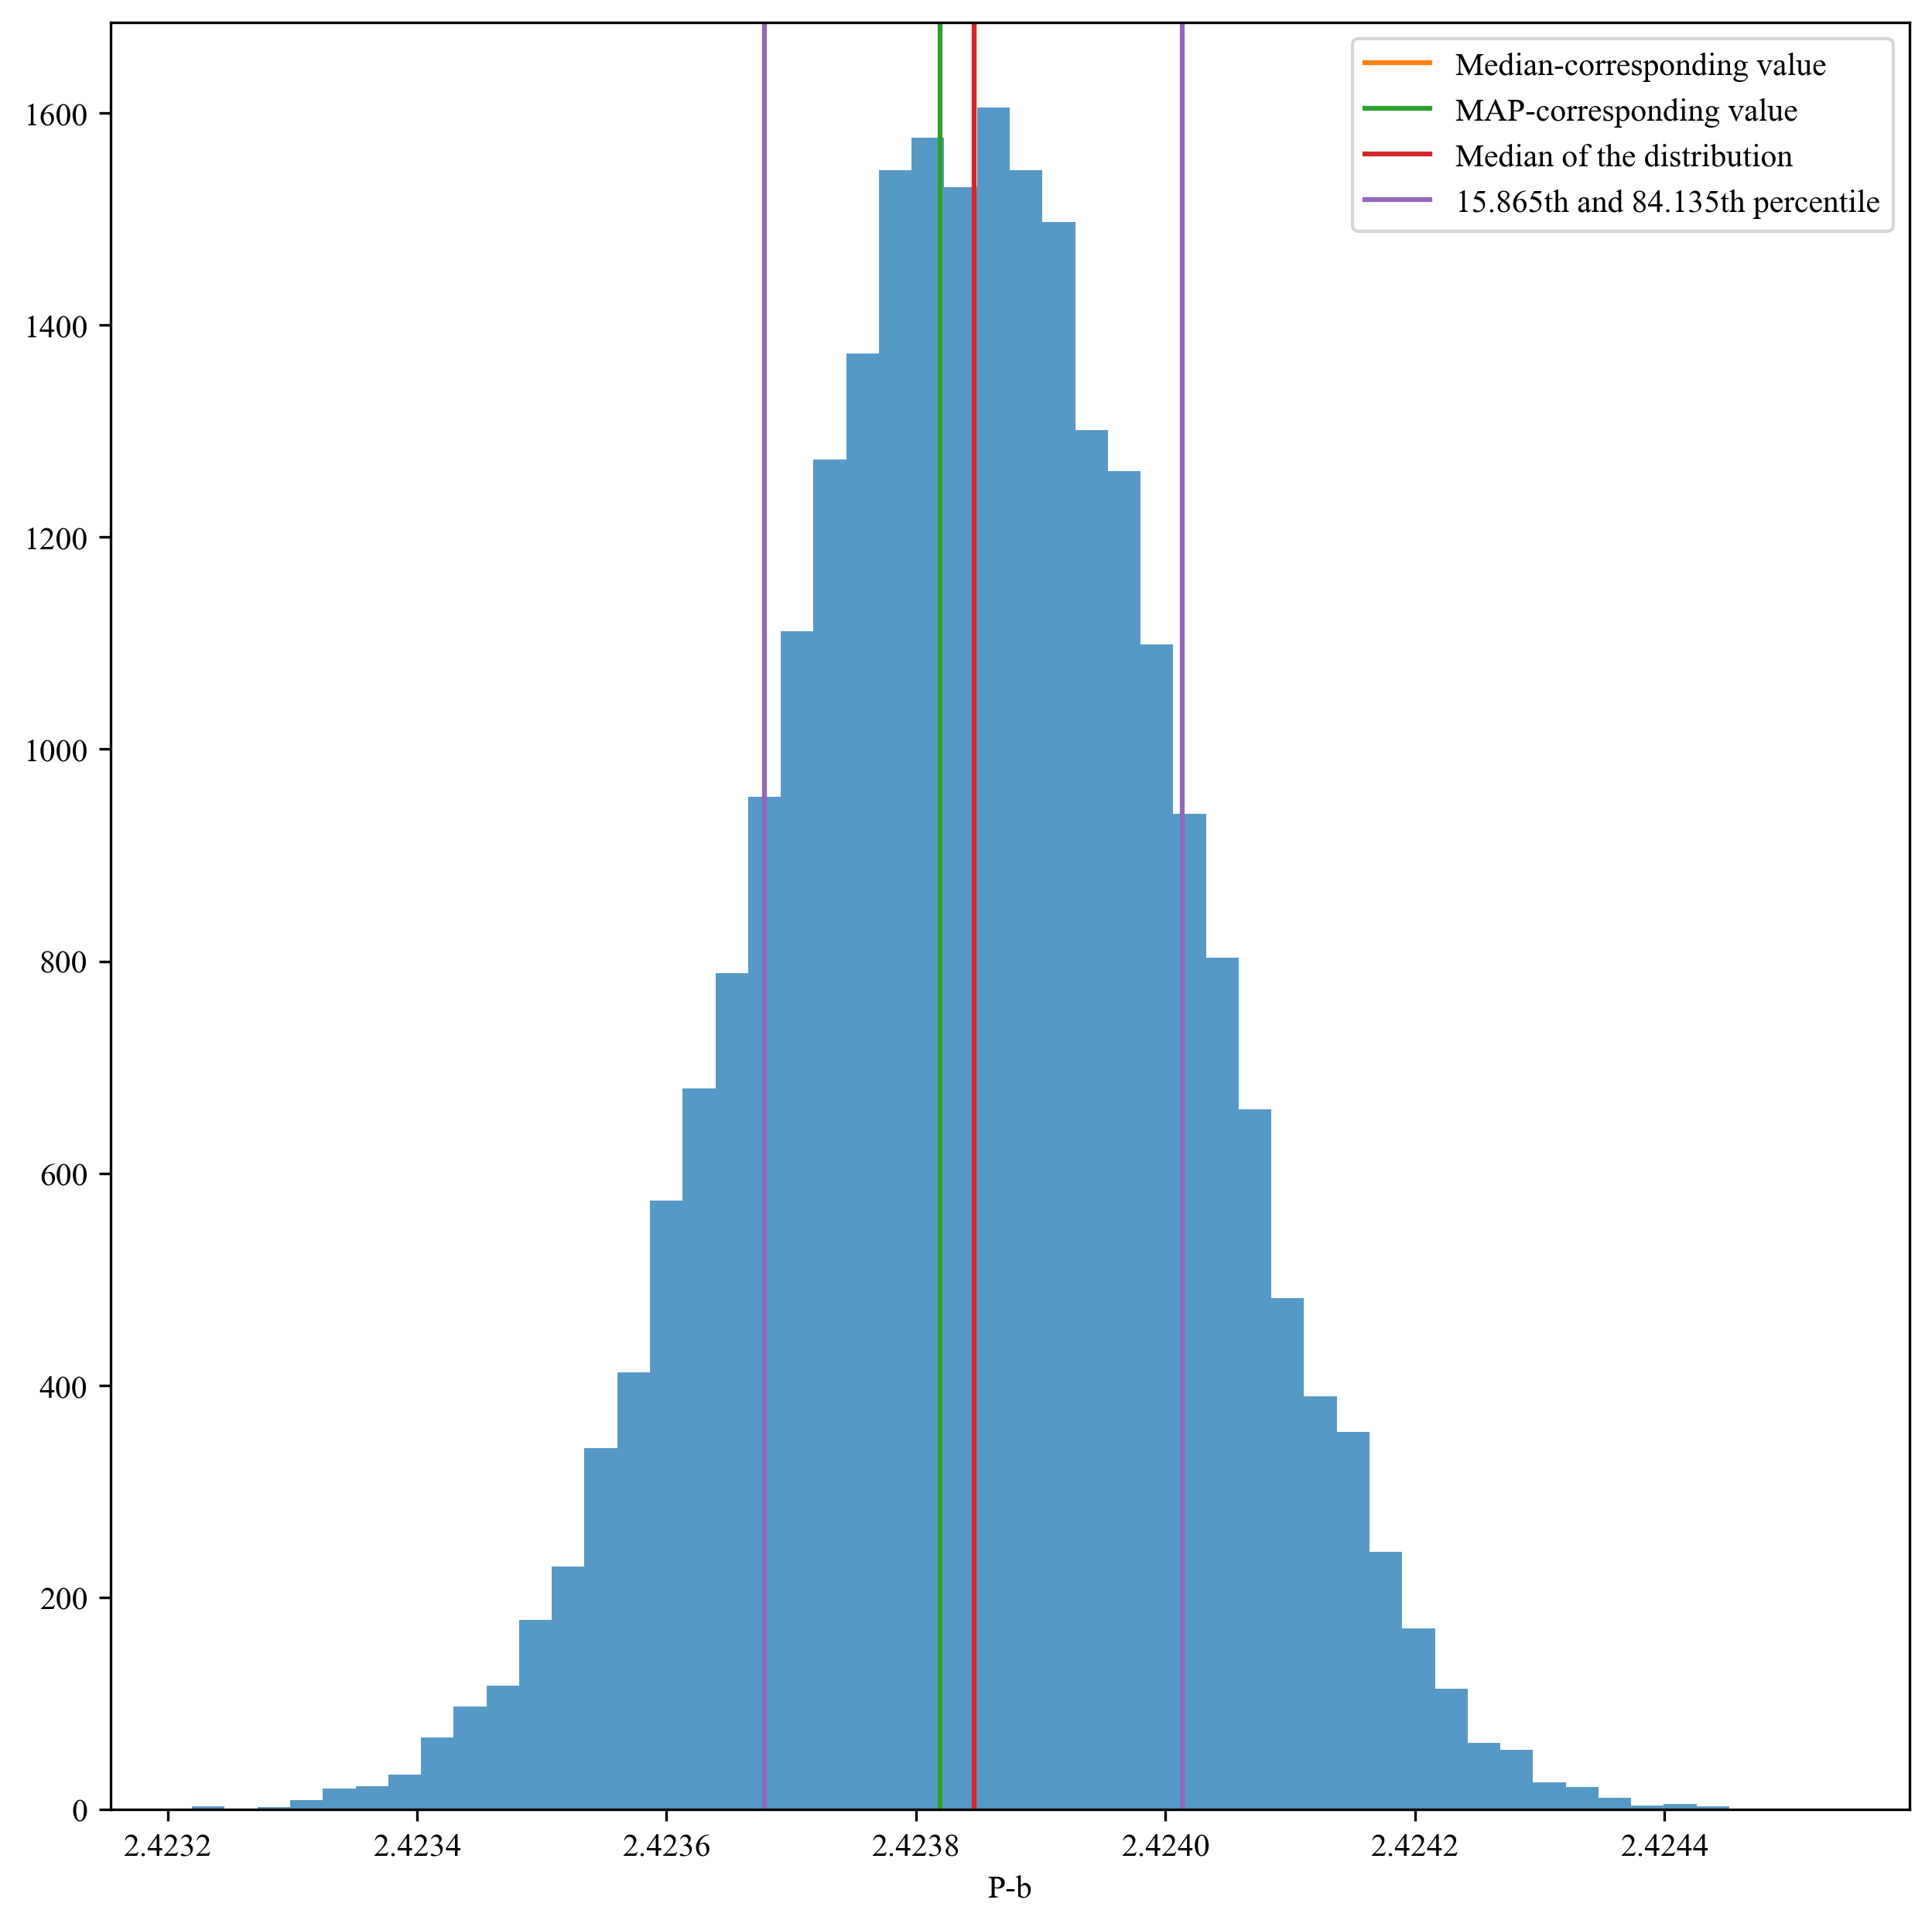 Median-corresponding value
MAP-corresponding value
Median of the distribution
15.865th and 84.135th percentile
1600
1400
1200
1000
800
600
400
200
0
2.4232 2.4234 2.4236 2.4238 2.4240 2.4242 2.4244
P-b